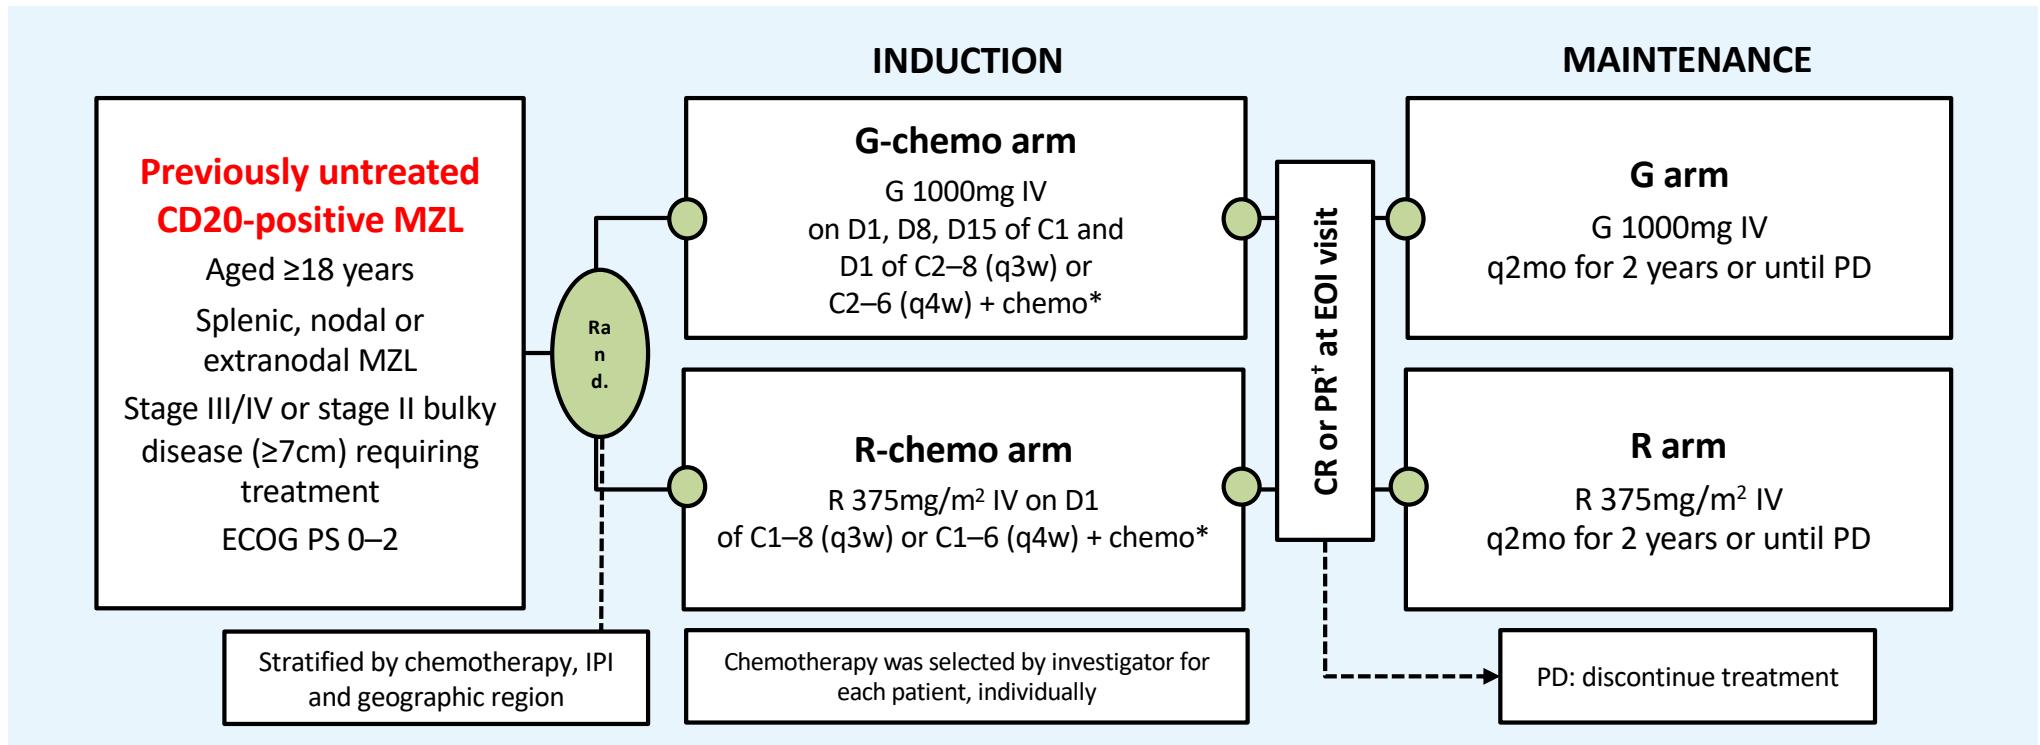 INDUCTION
MAINTENANCE
Previously untreated
CD20-positive MZL
Aged ≥18 years
Splenic, nodal or
extranodal MZL
Stage III/IV or stage II bulky
disease (≥7cm) requiring
treatment
ECOG PS 0–2
Ra
n
d.
Stratified by chemotherapy, IPI
and geographic region
G-chemo arm
G 1000mg IV
on D1, D8, D15 of C1 and
D1 of C2–8 (q3w) or
C2–6 (q4w) + chemo*
R-chemo arm
R 375mg/m² IV on D1
of C1–8 (q3w) or C1–6 (q4w) + chemo*
Chemotherapy was selected by investigator for
each patient, individually
CR or PR† at EOI visit
G arm
G 1000mg IV
q2mo for 2 years or until PD
R arm
R 375mg/m² IV
q2mo for 2 years or until PD
PD: discontinue treatment